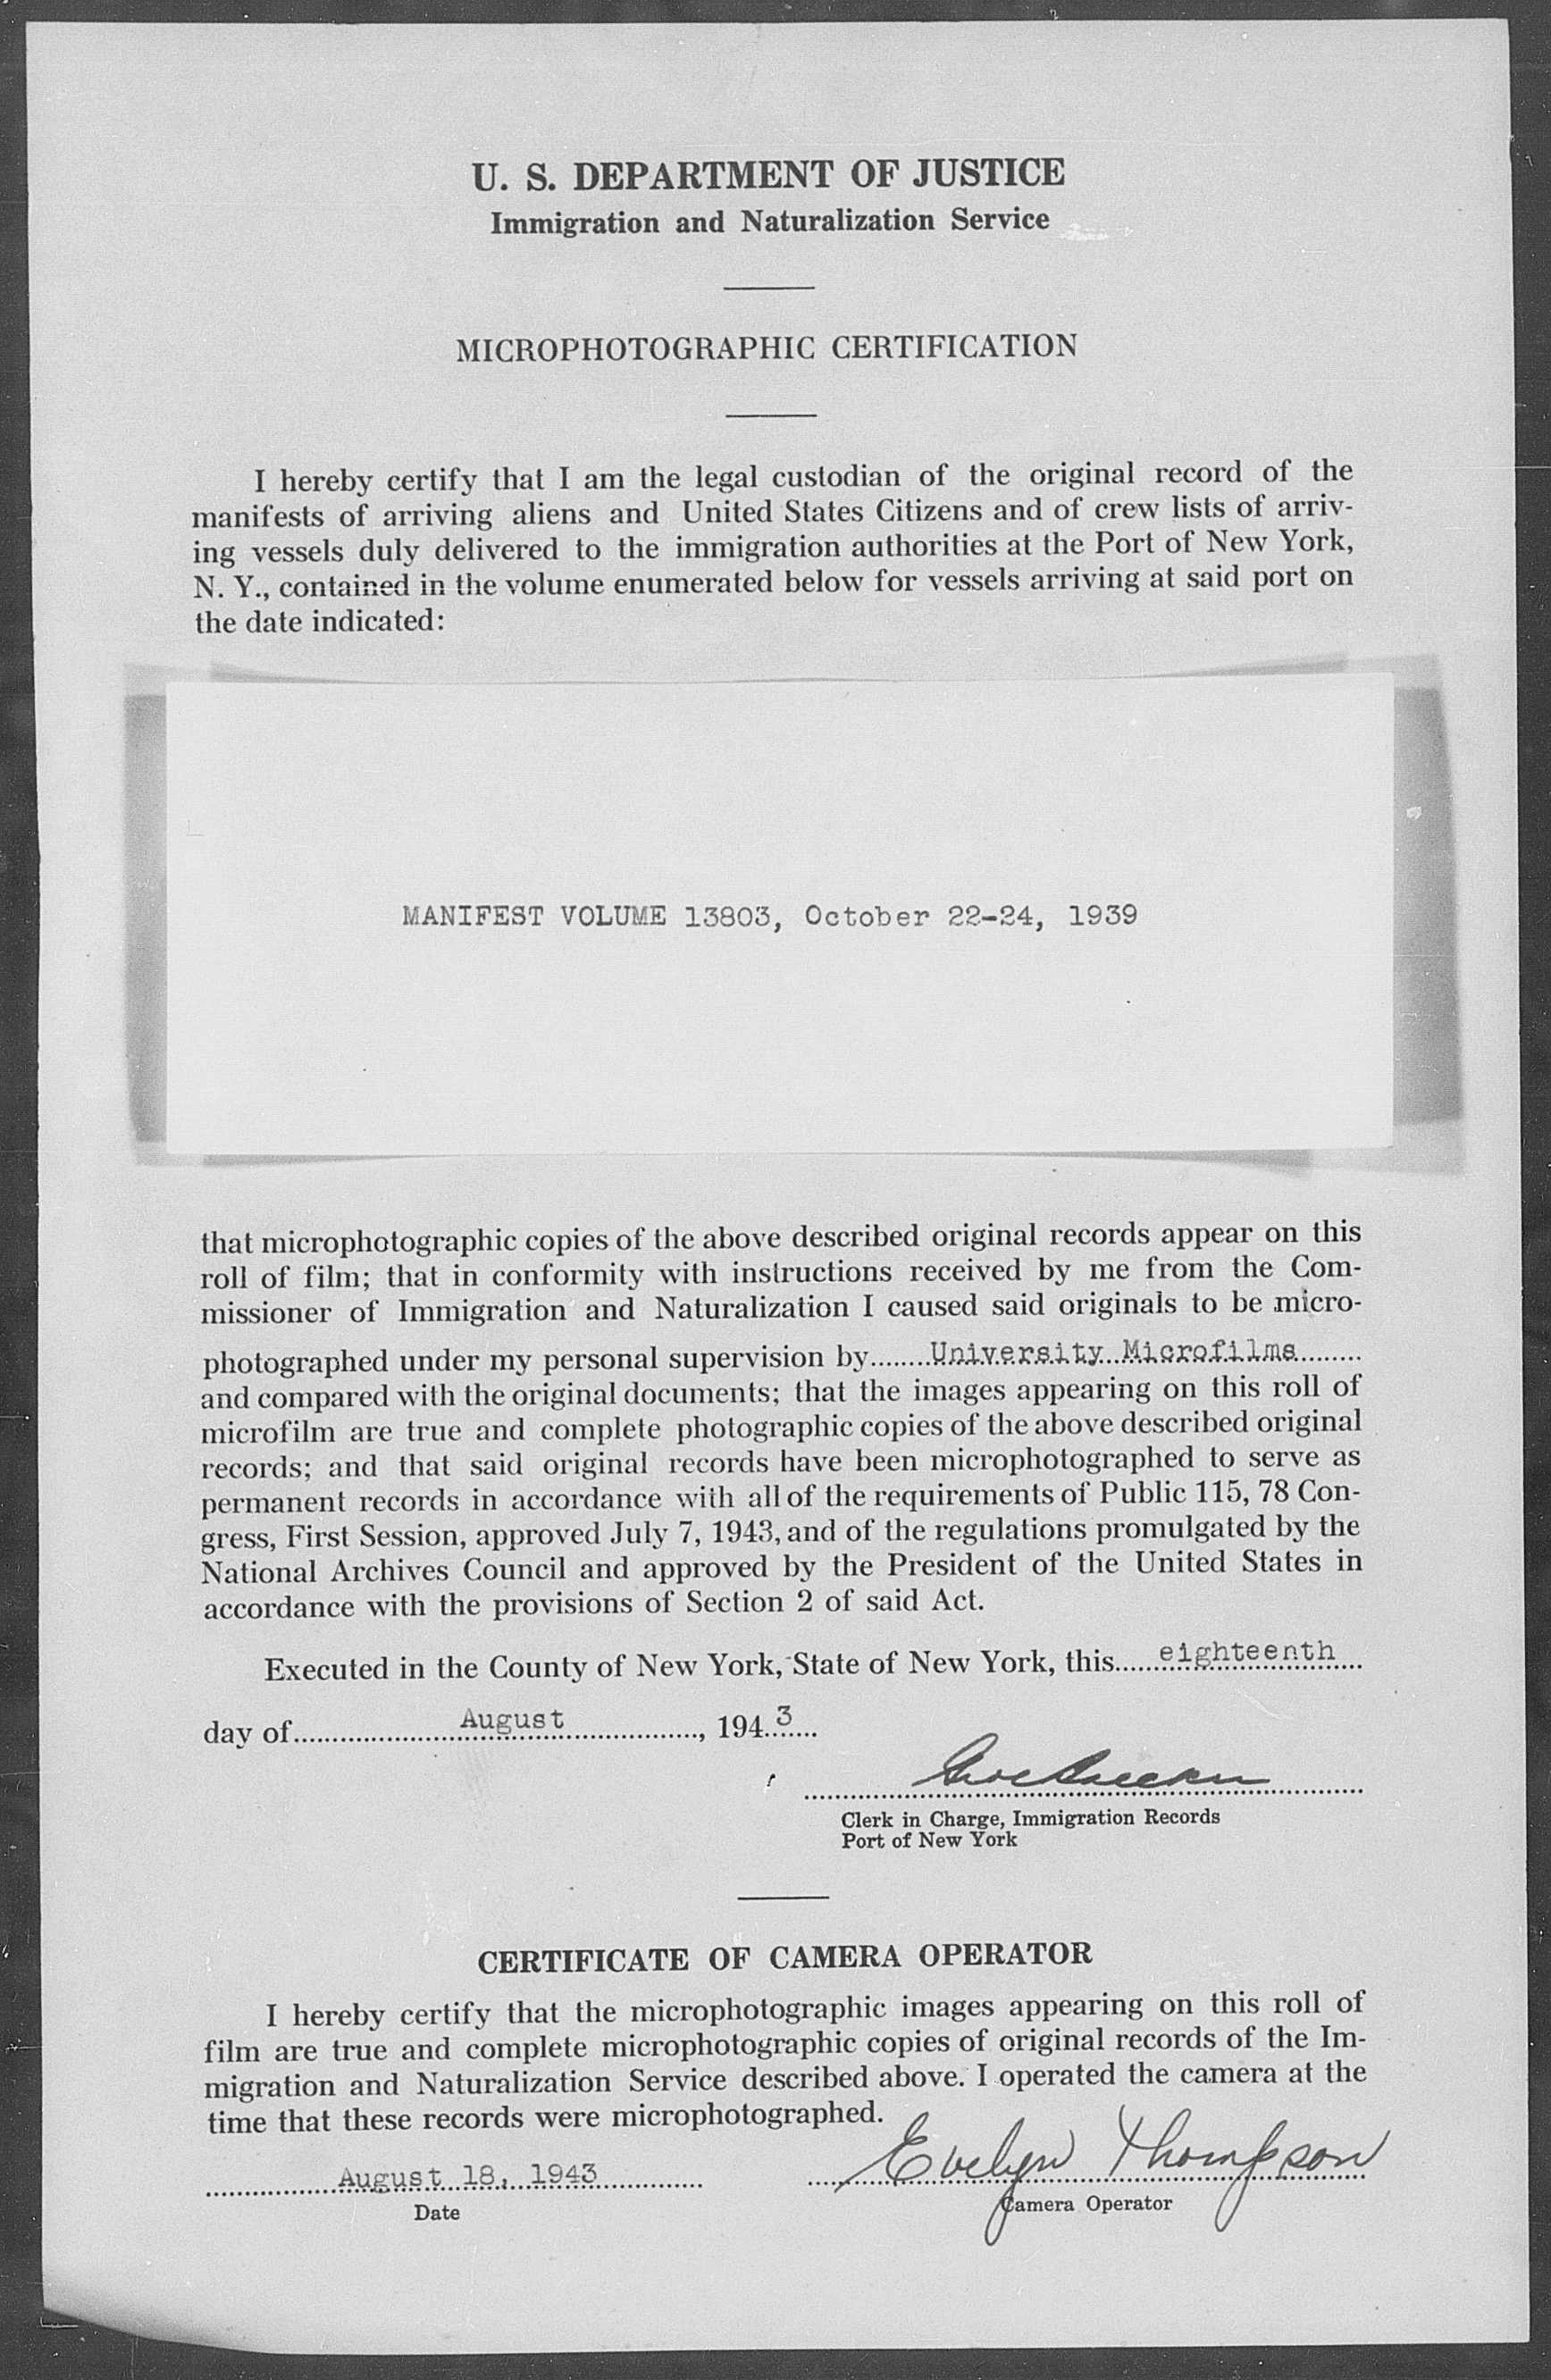 U. S. DEPARTMENT OF JUSTICE
Immigration and Naturalization Service
MICROPHOTOGRAPHIC CERTIFICATION
I hereby certify that I am the legal custodian of the original record of the
manifests of arriving aliens and United States Citizens and of crew lists of arriv-
ing vessels duly delivered to the immigration authorities at the Port of New York,
N. Y., contained in the volume enumerated below for vessels arriving at said port on
the date indicated:
MANIFEST VOLUME 13803, October 22-24, 1939
that microphotographic copies of the above described original records appear on this
roll of film; that in conformity with instructions received by me from the Com-
missioner of Immigration and Naturalization I caused said originals to be micro-
photographed under my personal supervision by........University Microfilms.........
and compared with the original documents; that the images appearing on this roll of
microfilm are true and complete photographic copies of the above described original
records; and that said original records have been microphotographed to serve as
permanent records in accordance with all of the requirements of Public 115, 78 Con-
gress, First Session, approved July 7, 1943, and of the regulations promulgated by the
National Archives Council and approved by the President of the United States in
accordance with the provisions of Section 2 of said Act.
Executed in the County of New York, State of New York, this......eighteenth...
day of......................August....................., 194..3....
Clerk in Charge, Immigration Records
Port of New York
CERTIFICATE OF CAMERA OPERATOR
I hereby certify that the microphotographic images appearing on this roll of
film are true and complete microphotographic copies of original records of the Im-
migration and Naturalization Service described above. I operated the camera at the
time that these records were microphotographed.
August 18, 1943 Evelyn Thompson
Date Camera Operator